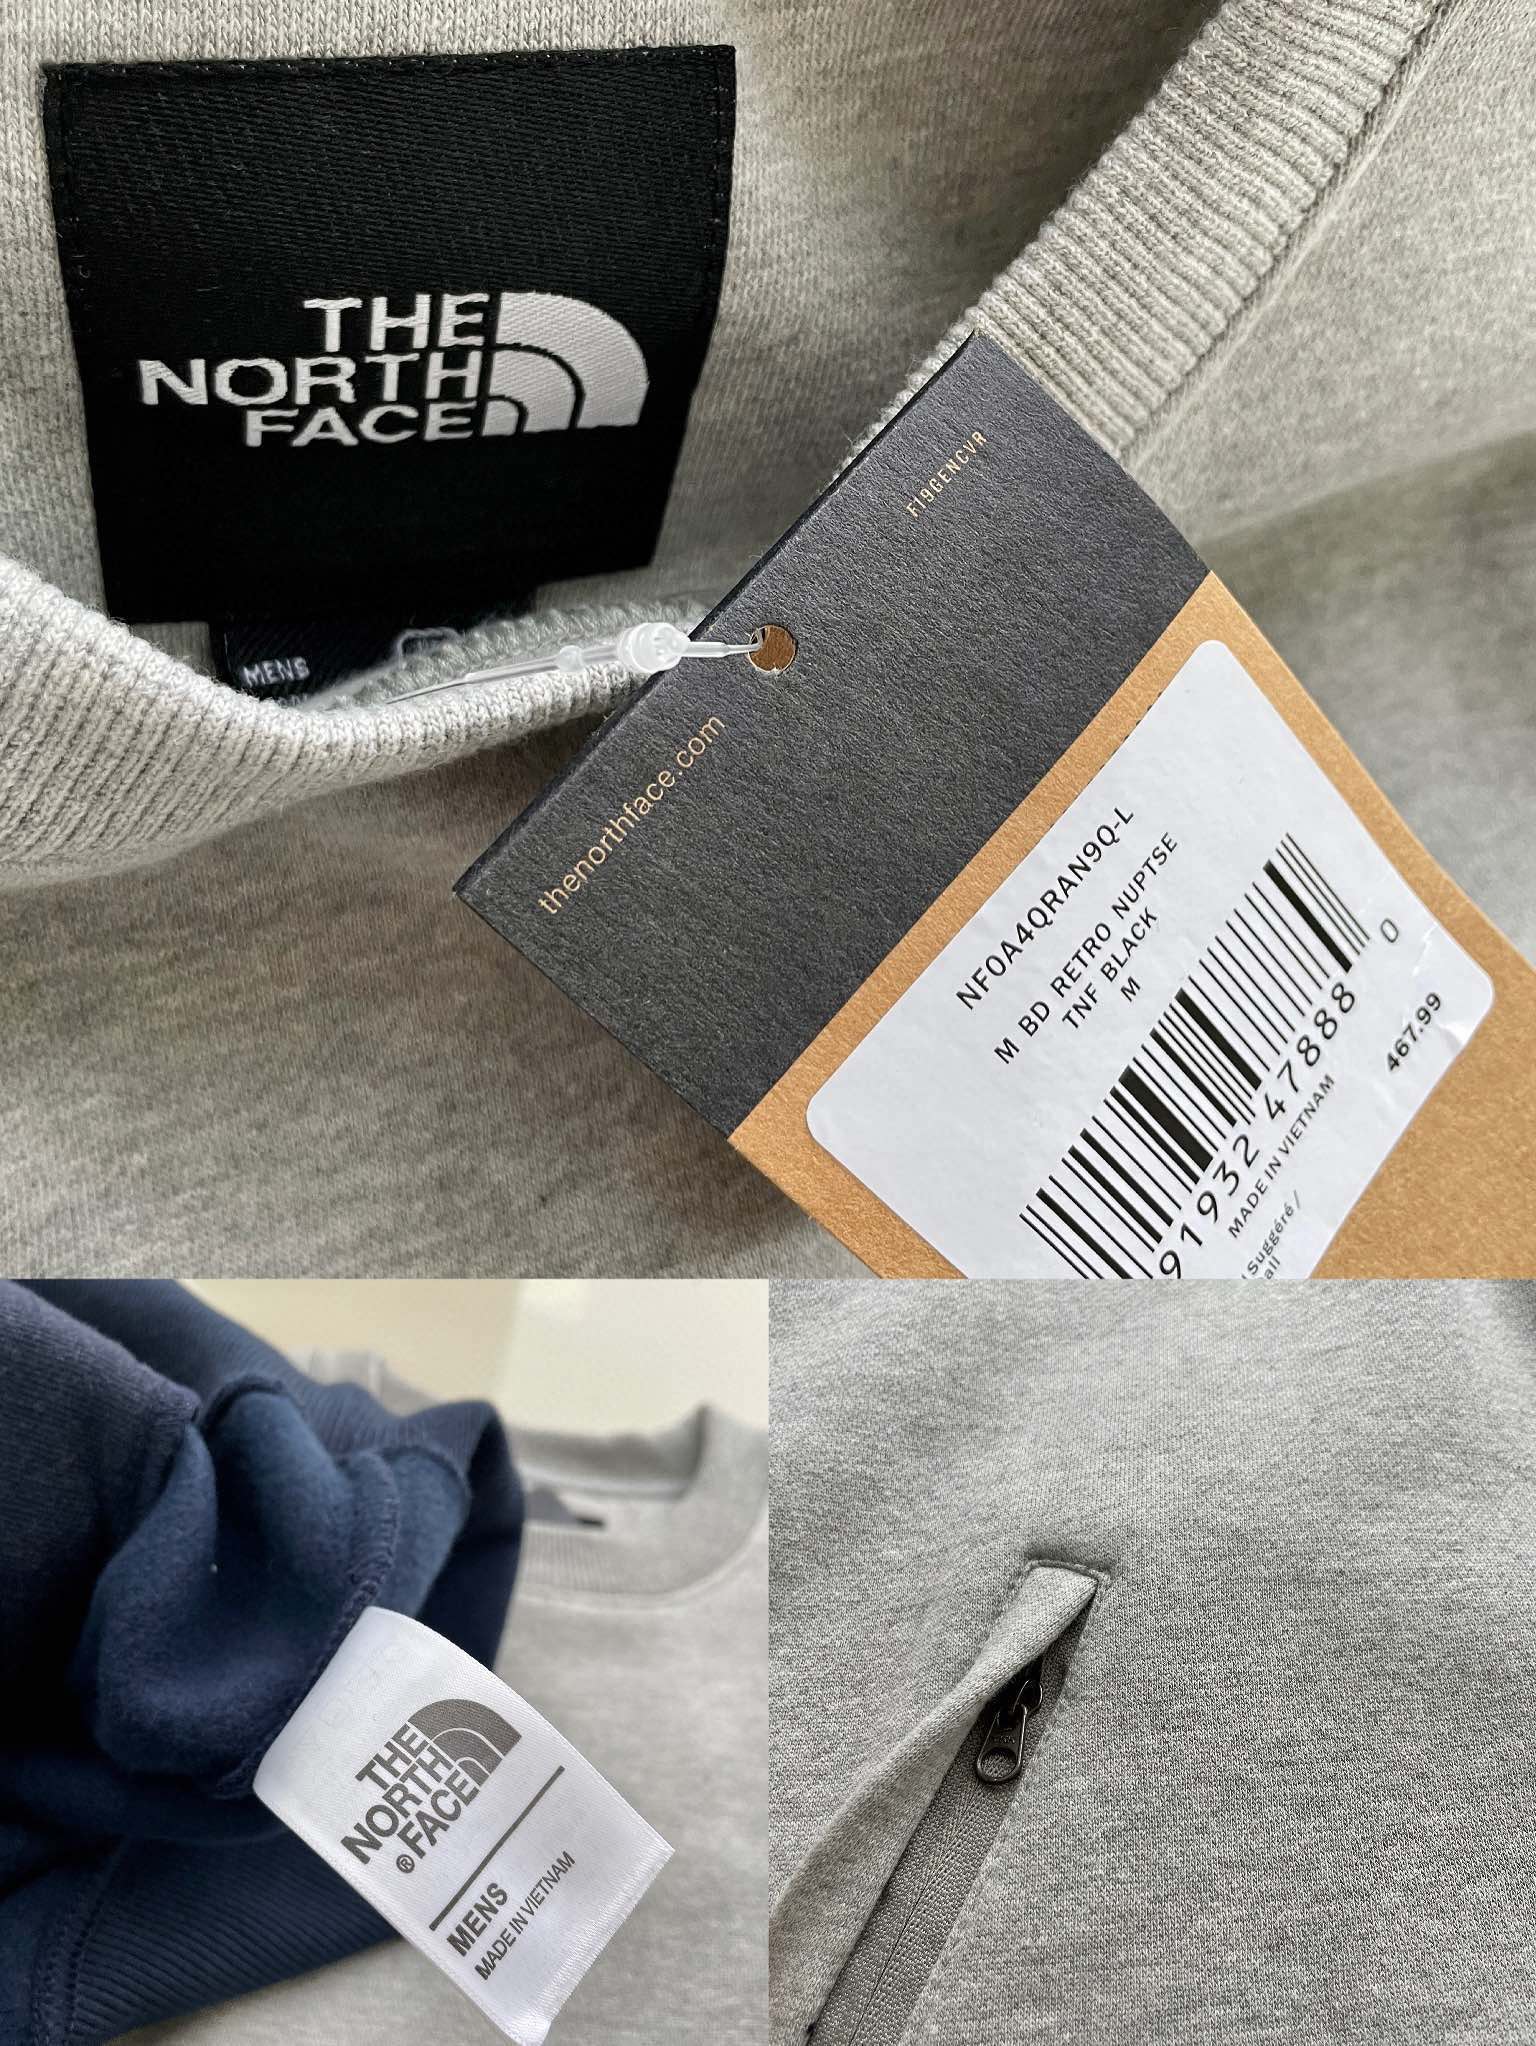 THE
NORTH
FACE
MENS
F19GENCVR
thenorthface.com
NF0A4QRAN9Q-L
M BD RETRO NUPTSE
TNF BLACK
M
91932 47888 0
MADE IN VIETNAM
467.99
Suggéré /
THE
NORTH
® FACE
MENS
MADE IN VIETNAM